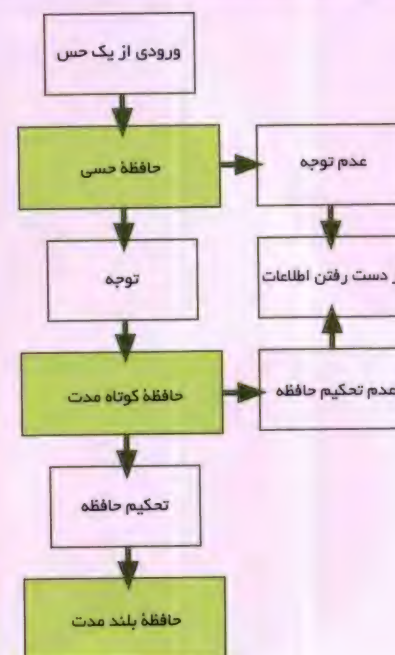 ورودی از یک حس
حافظهٔ حسی
عدم توجه
توجه
دست رفتن اطلاعات
حافظهٔ کوتاه مدت
عدم تحکیم حافظه
تحکیم حافظه
حافظهٔ بلند مدت